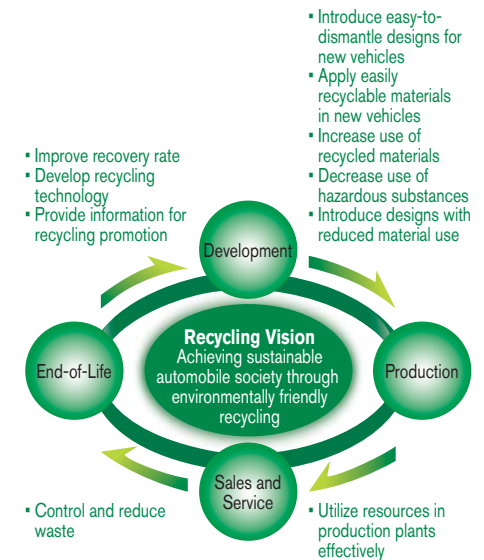 ▪ Introduce easy-to-
dismantle designs for
new vehicles
▪ Apply easily
recyclable materials
in new vehicles
▪ Increase use of
recycled materials
▪ Decrease use of
hazardous substances
▪ Introduce designs with
reduced material use
▪ Improve recovery rate
▪ Develop recycling
technology
▪ Provide information for
recycling promotion
Development
Recycling Vision
Achieving sustainable
automobile society through
environmentally friendly
recycling
End-of-Life
Production
Sales and
Service
▪ Control and reduce
waste
▪ Utilize resources in
production plants
effectively